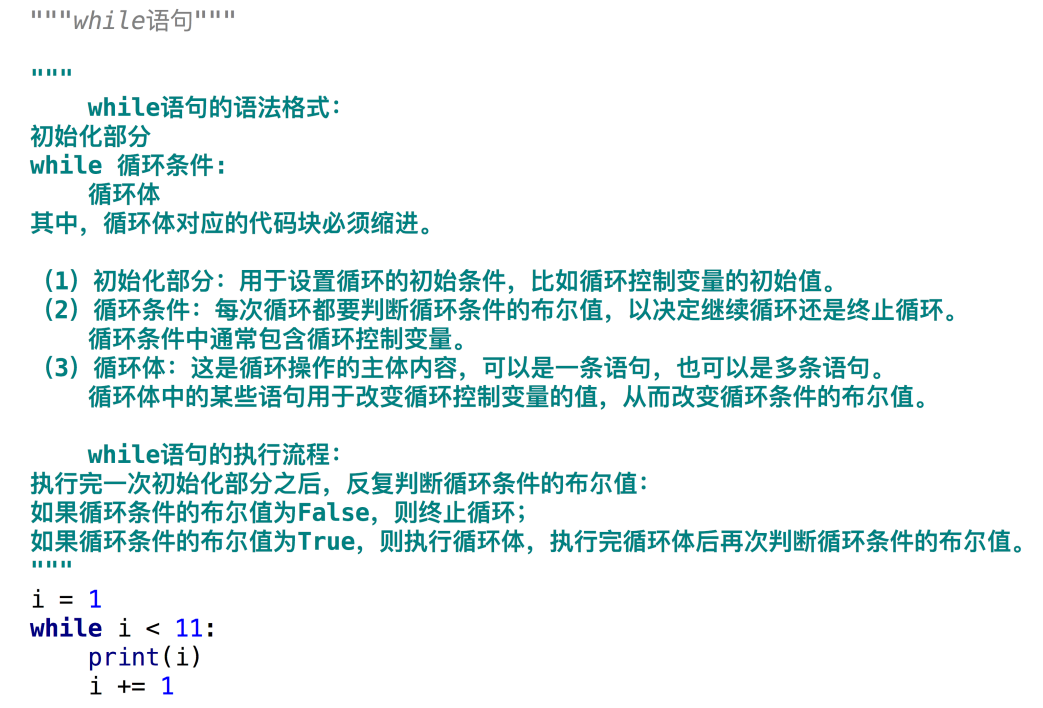 """while语句"""
"""
while语句的语法格式：
初始化部分
while 循环条件:
循环体
其中，循环体对应的代码块必须缩进。
（1）初始化部分：用于设置循环的初始条件，比如循环控制变量的初始值。
（2）循环条件：每次循环都要判断循环条件的布尔值，以决定继续循环还是终止循环。
循环条件中通常包含循环控制变量。
（3）循环体：这是循环操作的主体内容，可以是一条语句，也可以是多条语句。
循环体中的某些语句用于改变循环控制变量的值，从而改变循环条件的布尔值。
while语句的执行流程：
执行完一次初始化部分之后，反复判断循环条件的布尔值：
如果循环条件的布尔值为False，则终止循环；
如果循环条件的布尔值为True，则执行循环体，执行完循环体后再次判断循环条件的布尔值。
"""
i = 1
while i < 11:
print(i)
i += 1